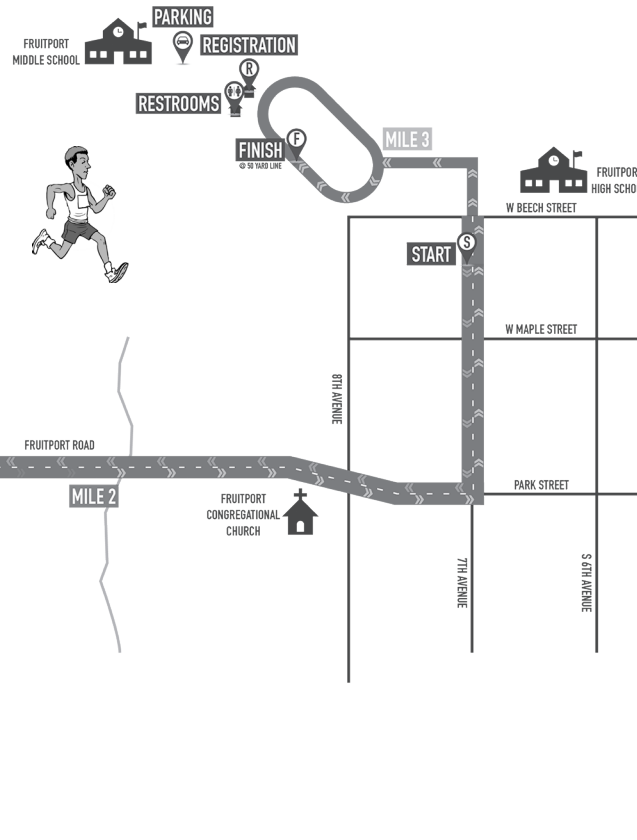 PARKING
FRUITPORT
MIDDLE SCHOOL
REGISTRATION
R
RESTROOMS
MILE 3
F
FINISH
@ 50 YARD LINE
FRUITPOR
HIGH SCHOO
W BEECH STREET
S
START
W MAPLE STREET
8TH AVENUE
FRUITPORT ROAD
MILE 2
FRUITPORT
CONGREGATIONAL
CHURCH
PARK STREET
7TH AVENUE
S 6TH AVENUE